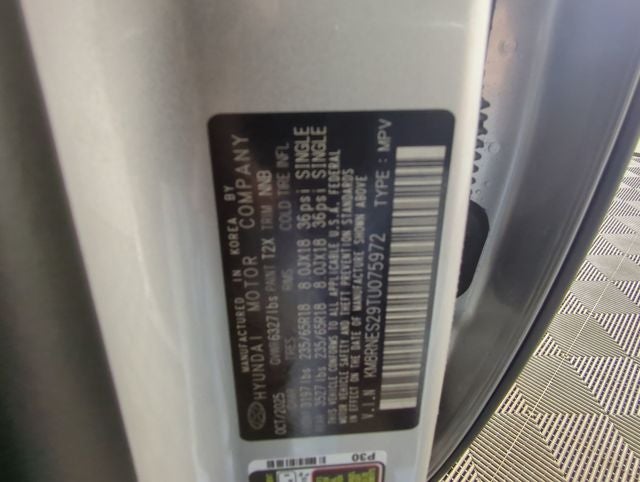 MANUFACTURED IN KOREA BY
HYUNDAI MOTOR COMPANY
OCT/2025 GVWR 6327lbs PAINT T2X TRIM NNB
TIRES RIMS COLD TIRE INFL
3197lbs 235/65R18 8.0JX18 36psi SINGLE
3527lbs 235/65R18 8.0JX18 36psi SINGLE
THIS VEHICLE CONFORMS TO ALL APPLICABLE U.S.A. FEDERAL
MOTOR VEHICLE SAFETY AND THEFT PREVENTION STANDARDS
IN EFFECT ON THE DATE OF MANUFACTURE SHOWN ABOVE
V.I.N KM8RNES29TU075972 TYPE: MPV
P30